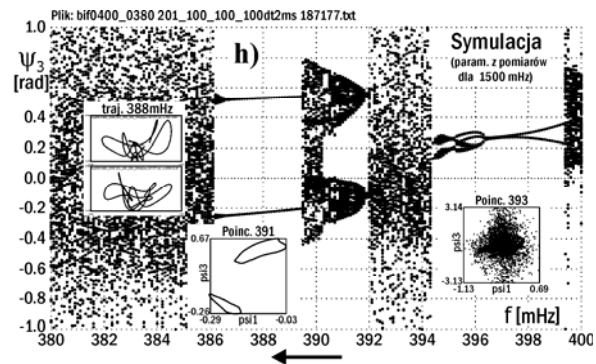 Plik: bif0400_0380 201_100_100_100dt2ms 187177.txt
1.0
ψ3
[rad]
h)
Symulacja
(param. z pomiarów
dla 1500 mHz)
0.8
0.6
traj. 388mHz
0.4
0.2
0.0
-0.2
-0.4
-0.6
-0.8
-1.0
Poinc. 391
0.67
psi3
-0.26
-0.29
psi1
-0.03
Poinc. 393
3.14
psi3
-3.13
-1.13
psi1
0.69
f [mHz]
380 382 384 386 388 390 392 394 396 398 400